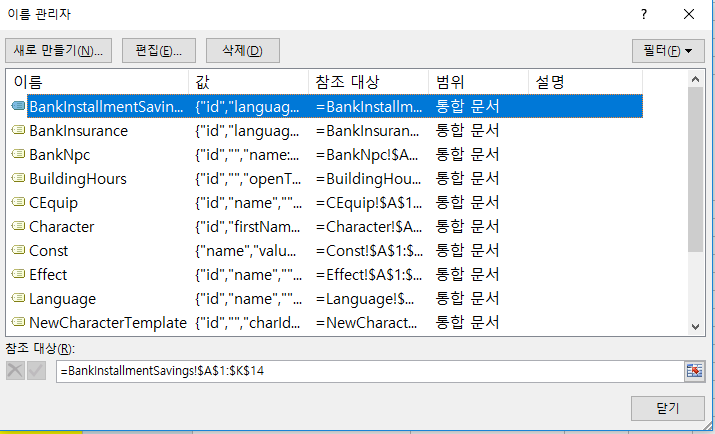 이름 관리자
새로 만들기(N)... 편집(E)... 삭제(D) 필터(F)
이름 값 참조 대상 범위 설명
BankInstallmentSavin... {"id","languag... =BankInstallm... 통합 문서
BankInsurance {"id","languag... =BankInsuran... 통합 문서
BankNpc {"id","","name:... =BankNpc!$A... 통합 문서
BuildingHours {"id","","openT... =BuildingHou... 통합 문서
CEquip {"id","name",""... =CEquip!$A$1... 통합 문서
Character {"id","firstNam... =Character!$A... 통합 문서
Const {"name","valu... =Const!$A$1:$... 통합 문서
Effect {"id","name",""... =Effect!$A$1:$... 통합 문서
Language {"id","name",""... =Language!$... 통합 문서
NewCharacterTemplate {"id","","charId... =NewCharact... 통합 문서
참조 대상(R):
=BankInstallmentSavings!$A$1:$K$14
닫기